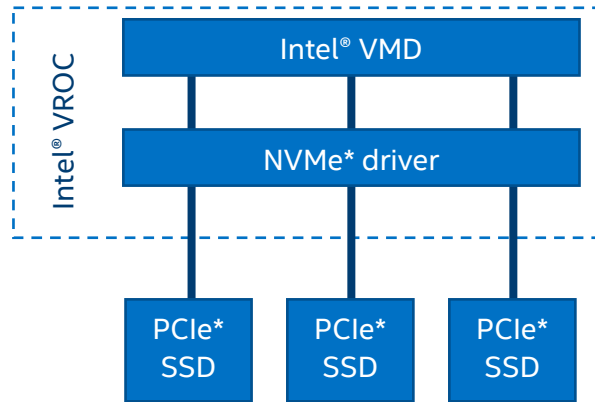 Intel® VMD
Intel® VROC
NVMe* driver
PCIe*
SSD
PCIe*
SSD
PCIe*
SSD